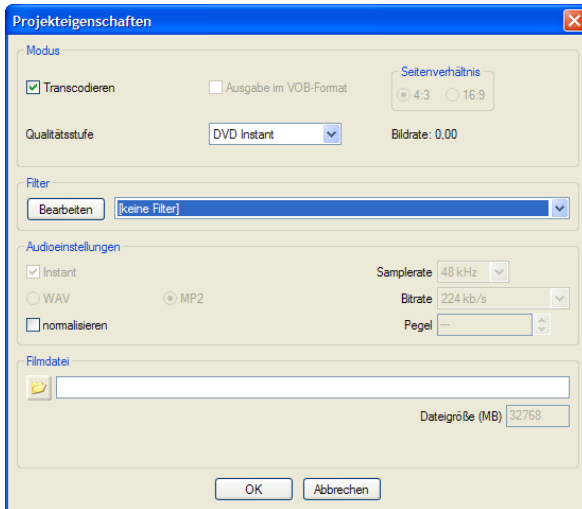 Projekteigenschaften
Modus
Transcodieren
Ausgabe im VOB-Format
Seitenverhältnis
4:3 16:9
Qualitätsstufe DVD Instant Bildrate: 0,00
Filter
Bearbeiten [keine Filter]
Audioeinstellungen
Instant Samplerate 48 kHz
WAV MP2 Bitrate 224 kb/s
normalisieren Pegel ---
Filmdatei
Dateigröße (MB) 32768
OK Abbrechen